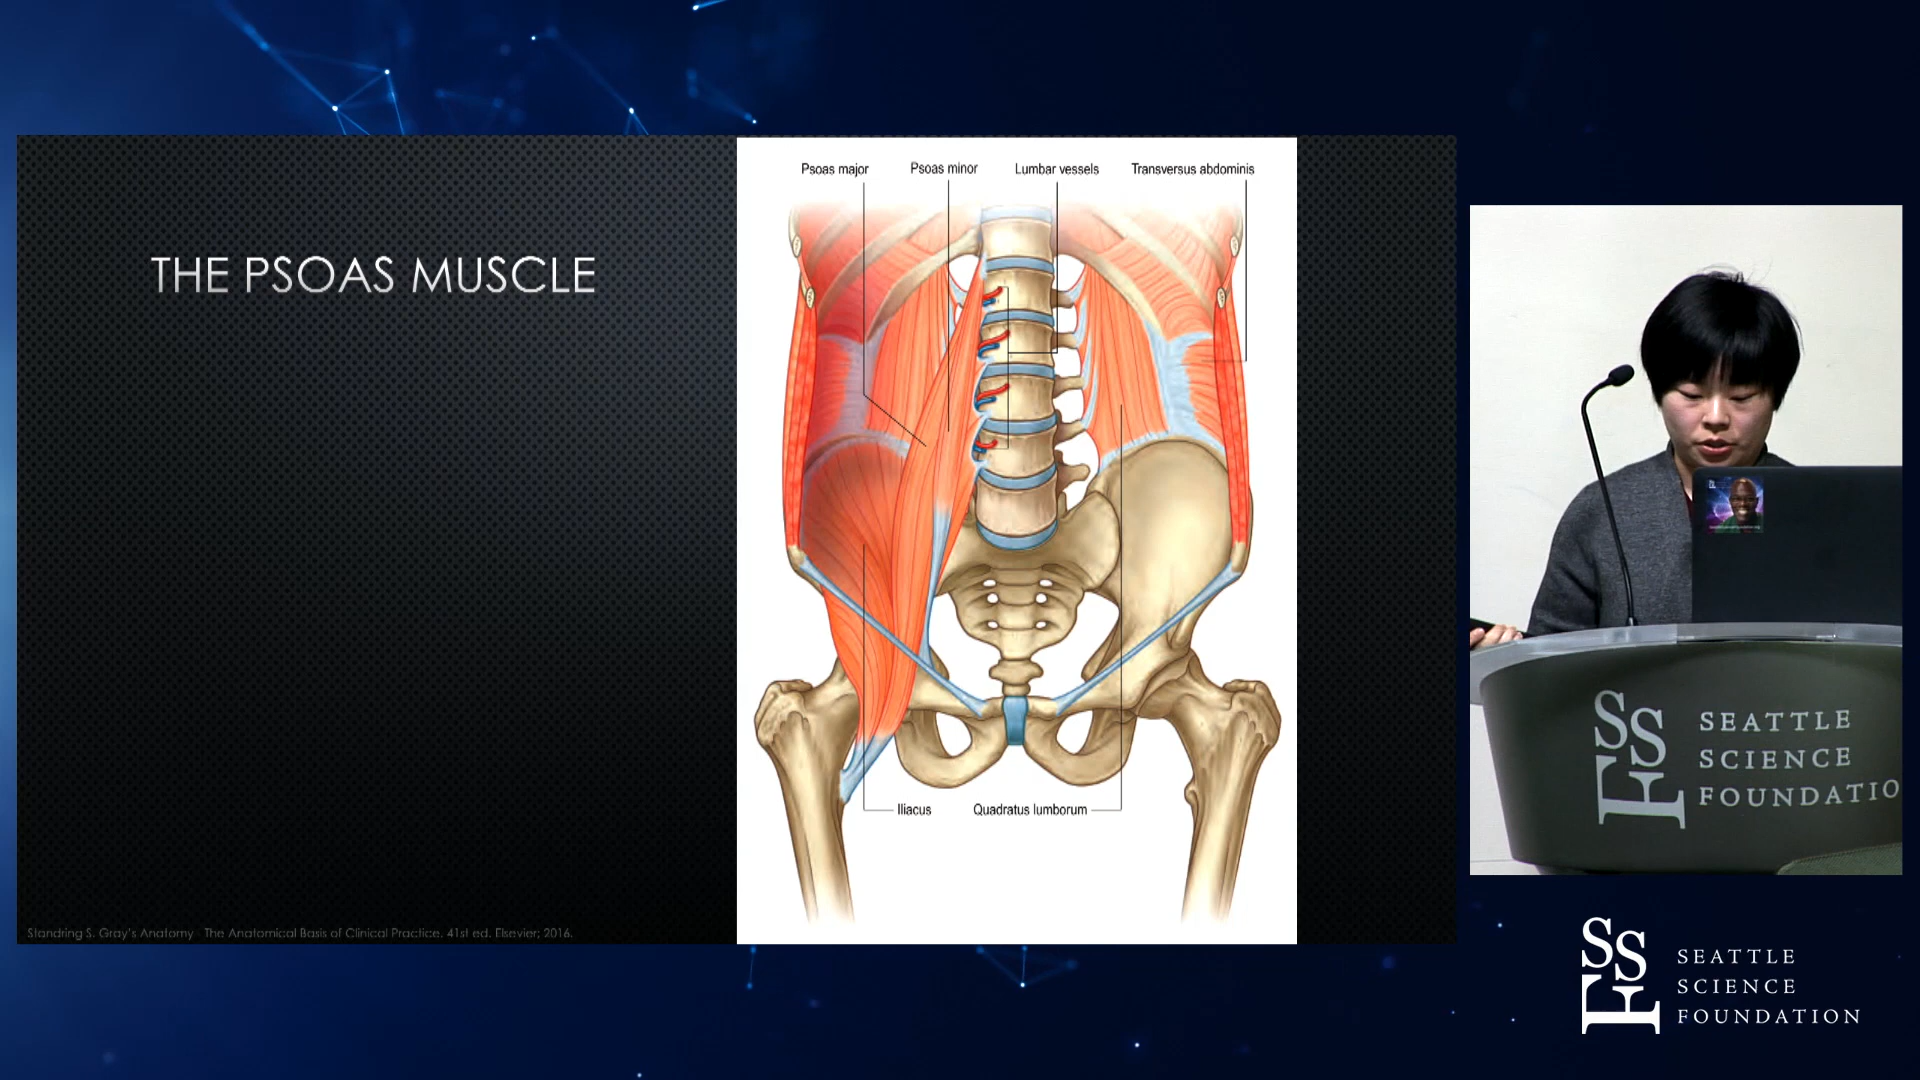 THE PSOAS MUSCLE
Psoas major
Psoas minor
Lumbar vessels
Transversus abdominis
Iliacus
Quadratus lumborum
Standring S. Gray's Anatomy - The Anatomical Basis of Clinical Practice. 41st ed. Elsevier; 2016.
SSF
SEATTLE
SCIENCE
FOUNDATIO
SSF
SEATTLE
SCIENCE
FOUNDATION